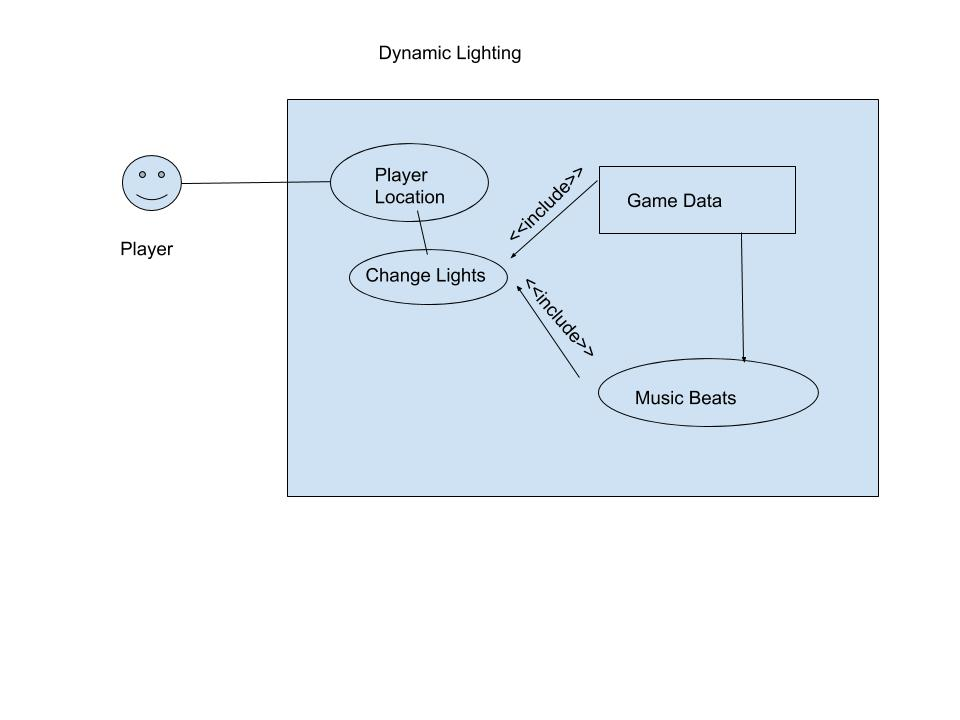 Dynamic Lighting
Player
Location
<<include>>
Game Data
Player
Change Lights
<<include>>
Music Beats